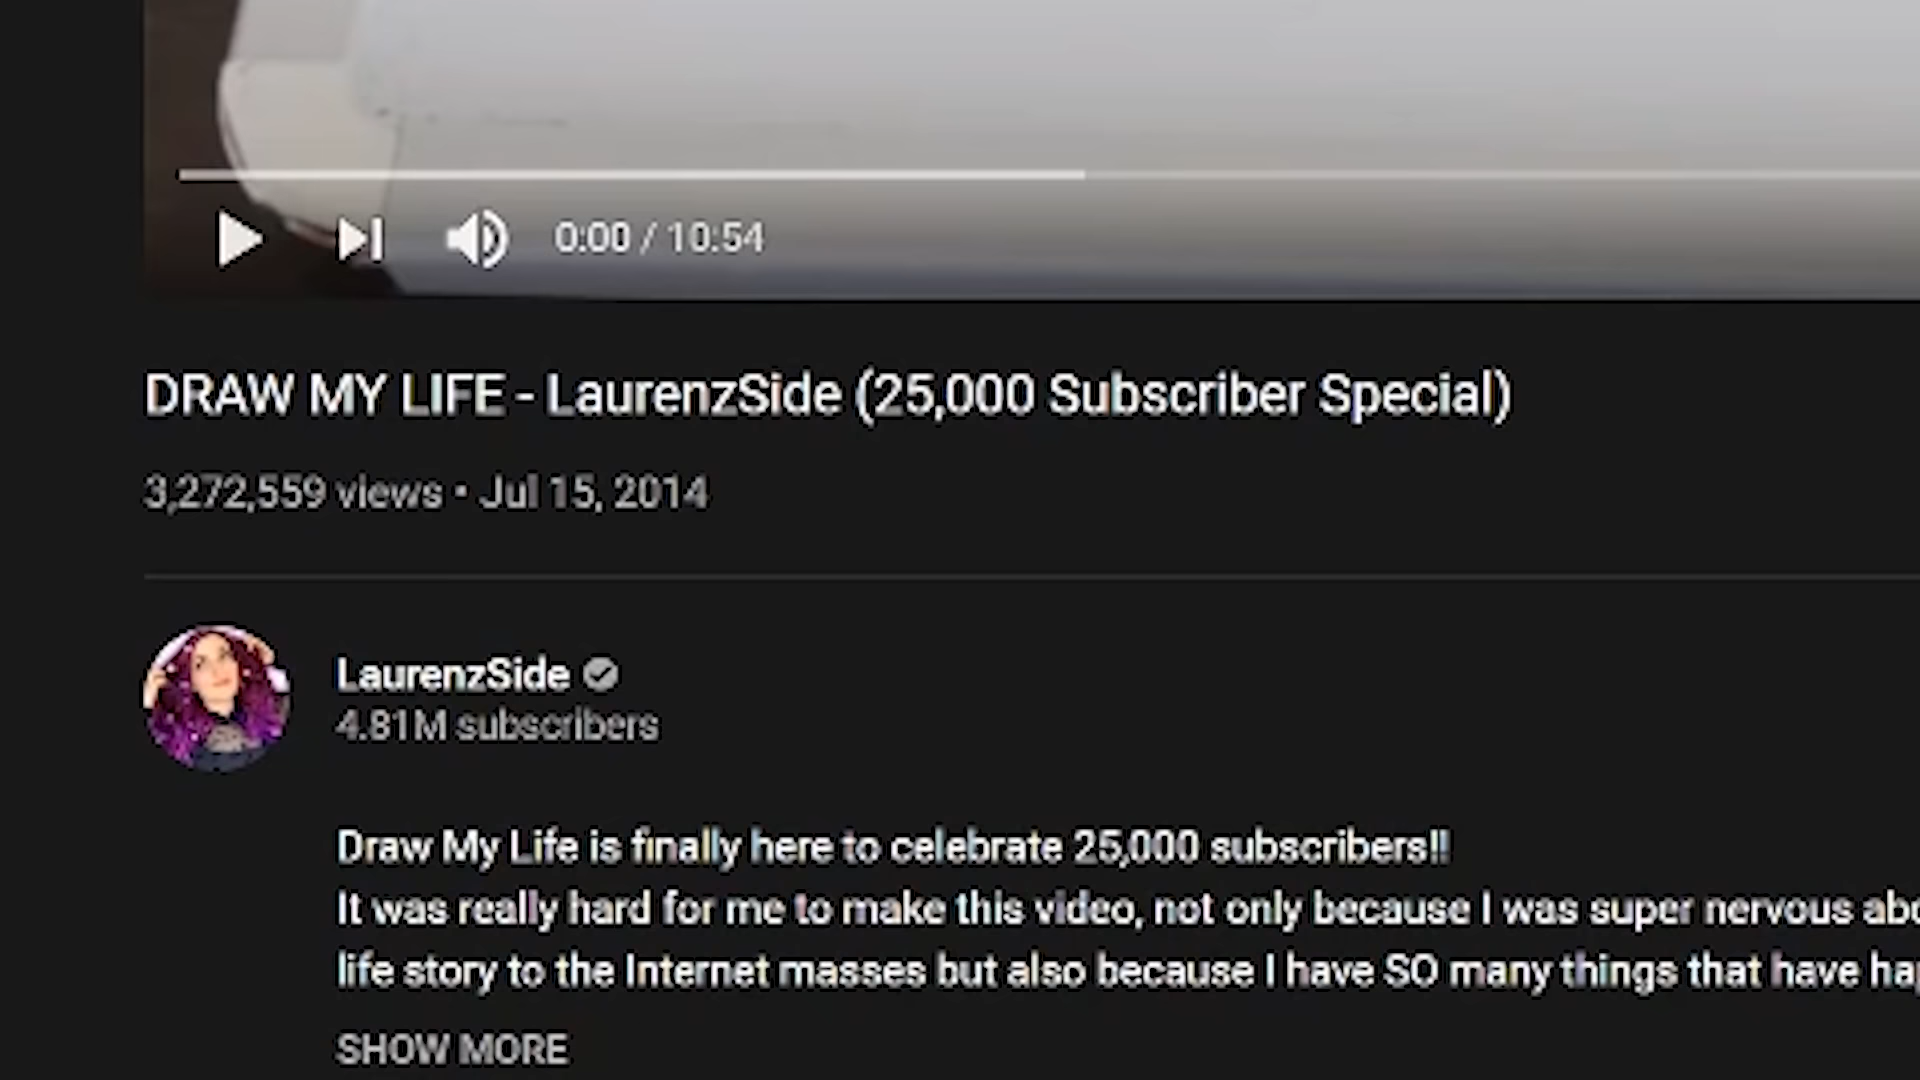 0:00 / 10:54
DRAW MY LIFE - LaurenzSide (25,000 Subscriber Special)
3,272,559 views • Jul 15, 2014
LaurenzSide
4.81M subscribers
Draw My Life is finally here to celebrate 25,000 subscribers!!
It was really hard for me to make this video, not only because I was super nervous
life story to the Internet masses but also because I have SO many things that have
SHOW MORE